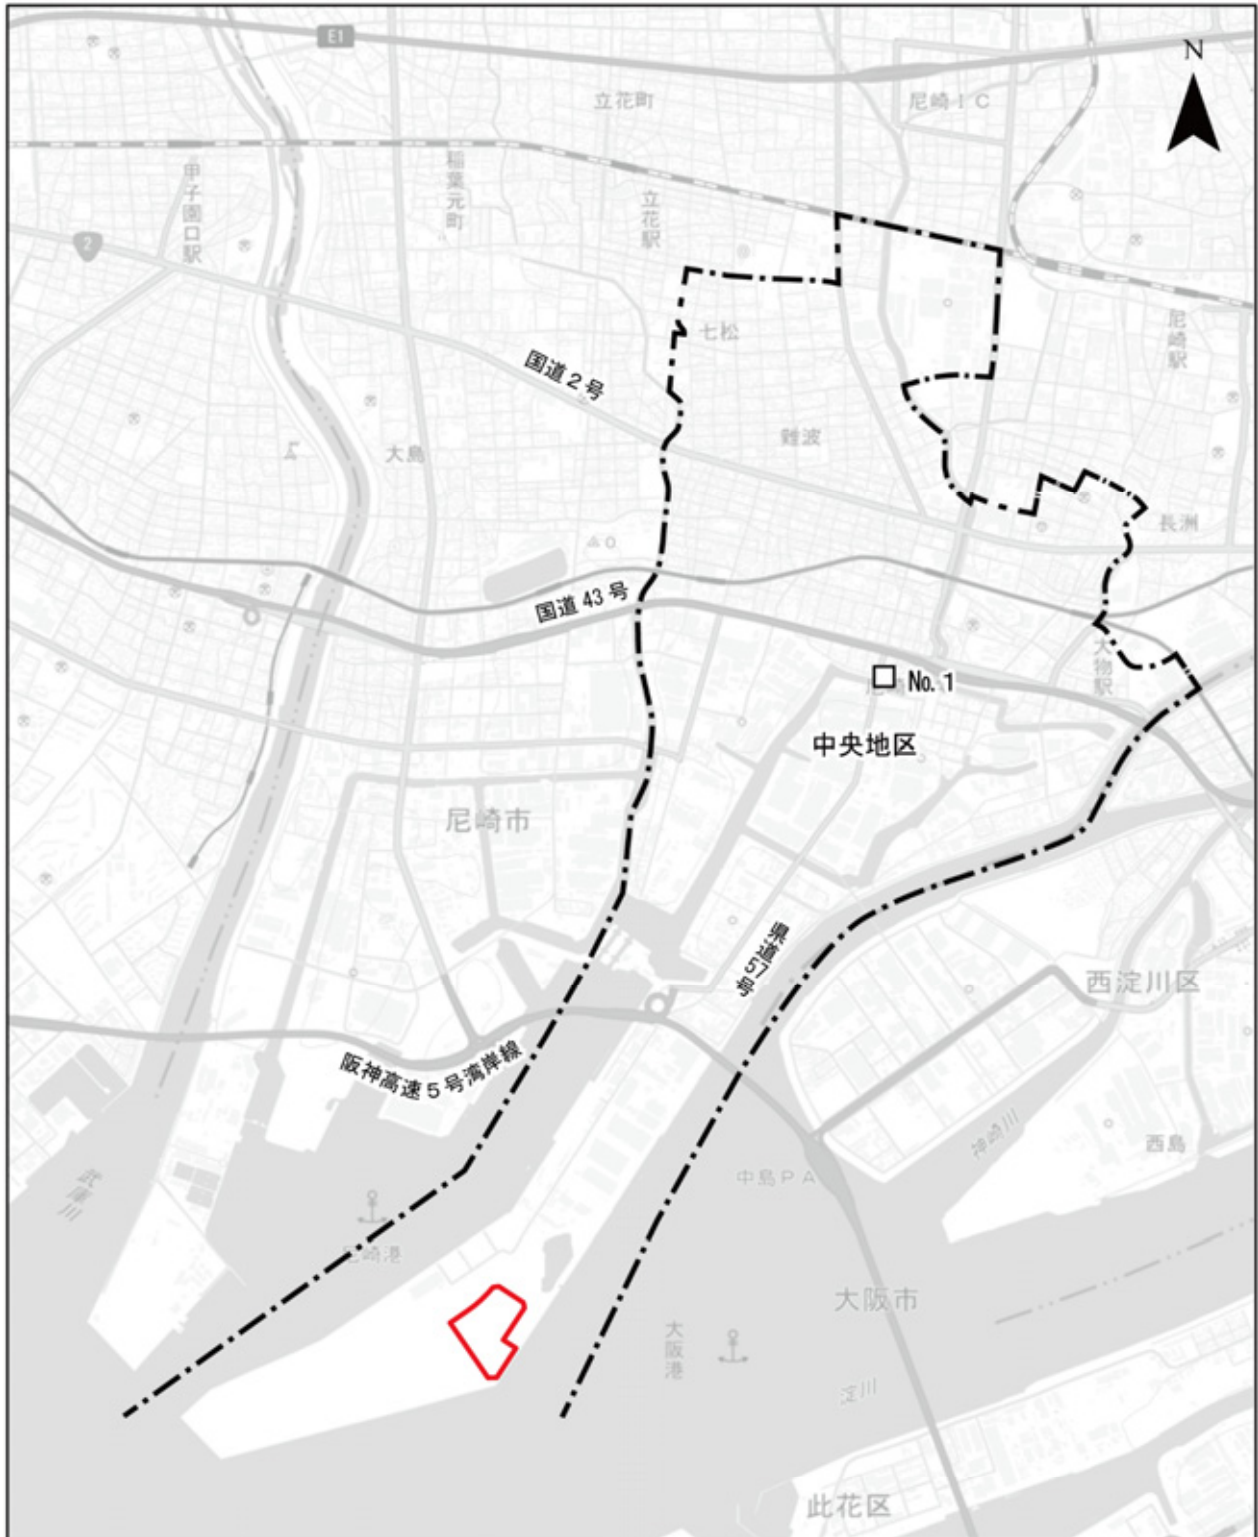 E1
N
立花町
尼崎IC
甲子園口駅
稲葉元町
立花駅
2
七松
尼崎駅
国道2号
難波
大島
長洲
国道43号
大物駅
No.1
中央地区
尼崎市
県道57号
西淀川区
阪神高速5号湾岸線
神崎川
西島
中島PA
武庫川
尼崎港
大阪市
大阪港
淀川
此花区